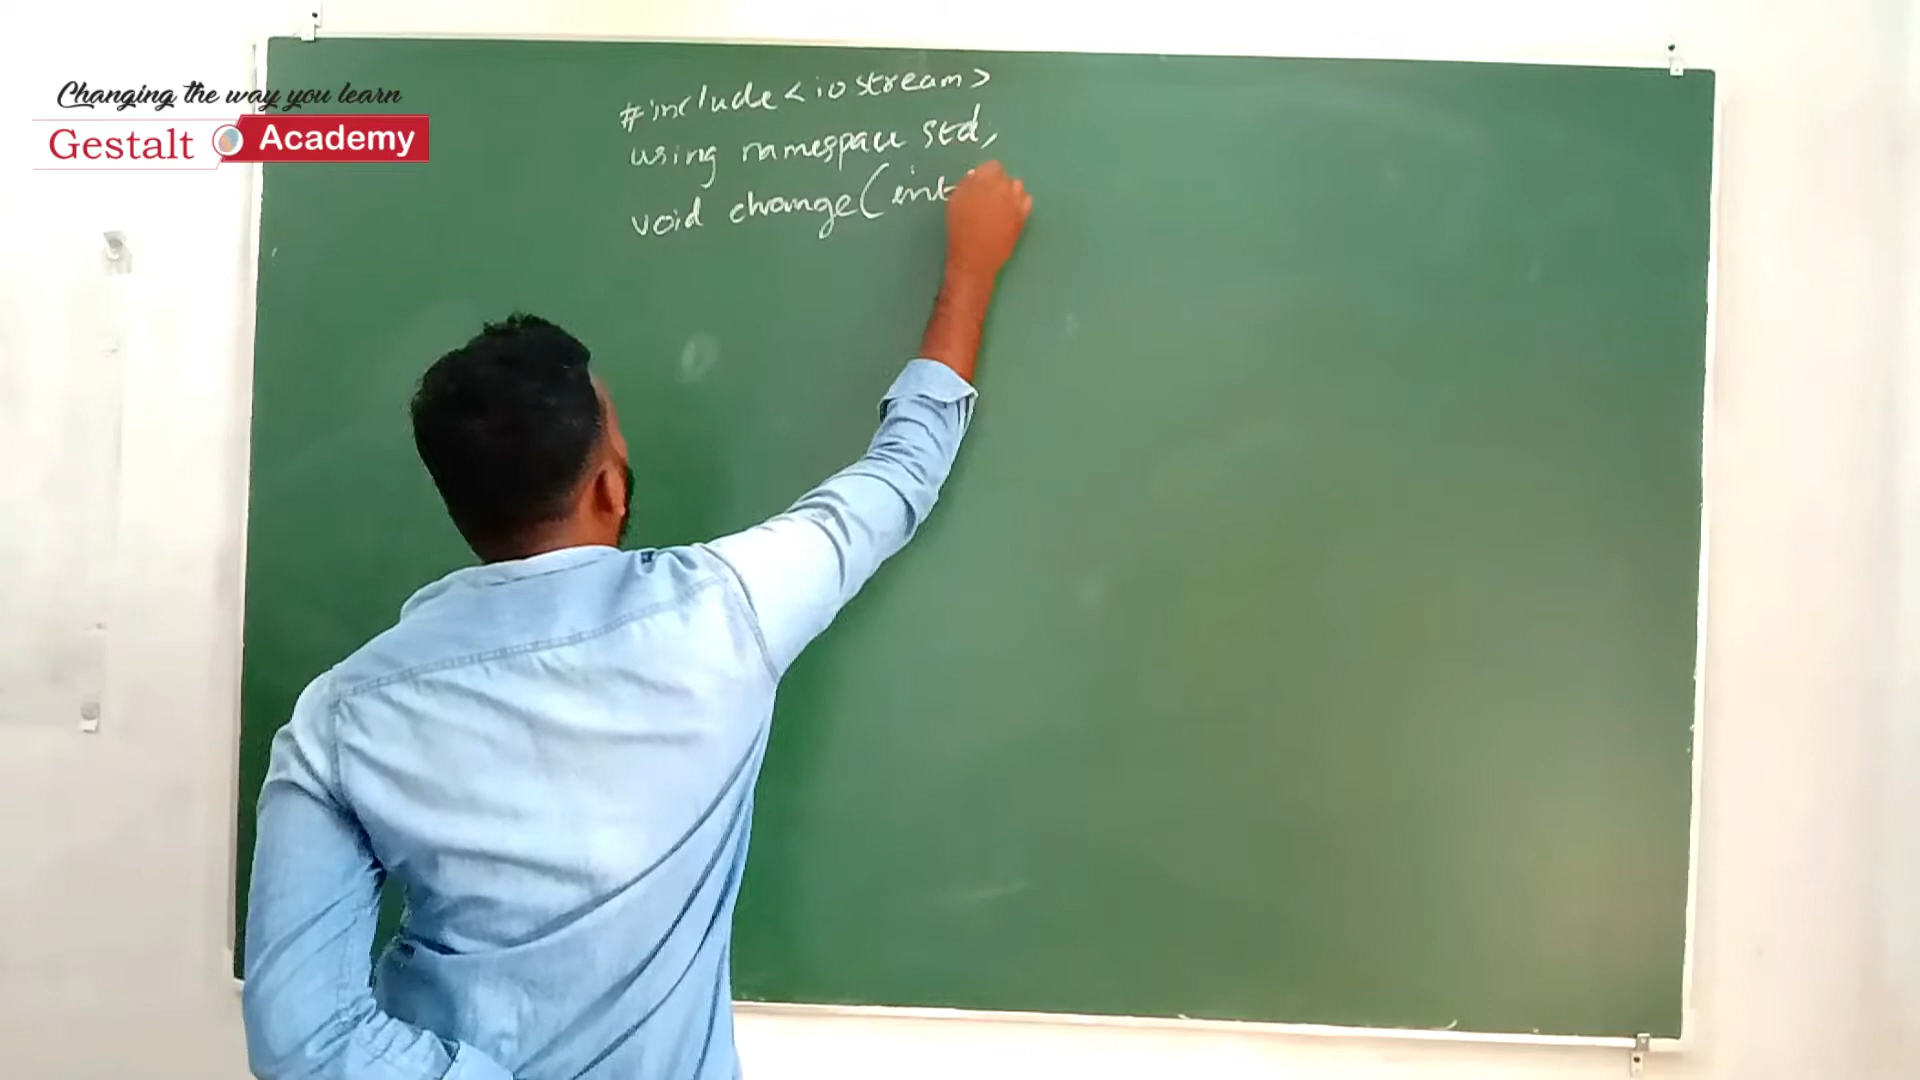 Changing the way you learn
Gestalt Academy
#include<iostream>
using namespace std;
void change(int